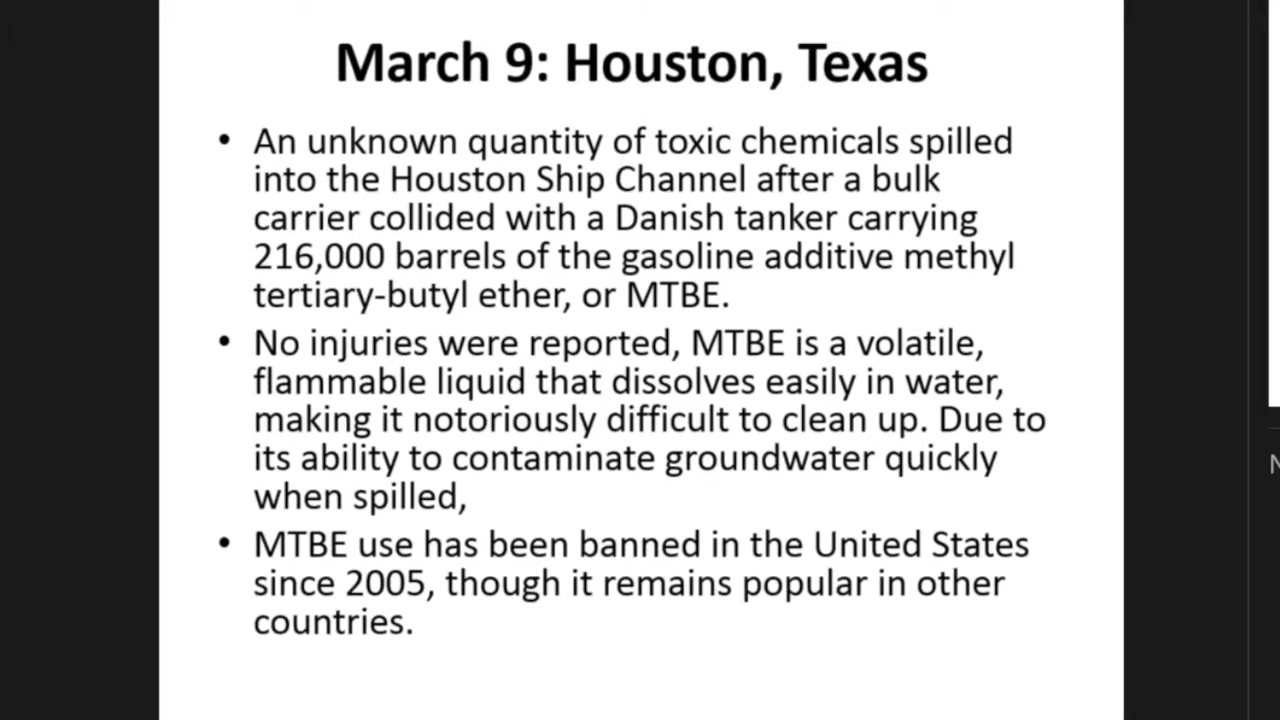 March 9: Houston, Texas
• An unknown quantity of toxic chemicals spilled
into the Houston Ship Channel after a bulk
carrier collided with a Danish tanker carrying
216,000 barrels of the gasoline additive methyl
tertiary-butyl ether, or MTBE.
• No injuries were reported, MTBE is a volatile,
flammable liquid that dissolves easily in water,
making it notoriously difficult to clean up. Due to
its ability to contaminate groundwater quickly
when spilled,
• MTBE use has been banned in the United States
since 2005, though it remains popular in other
countries.